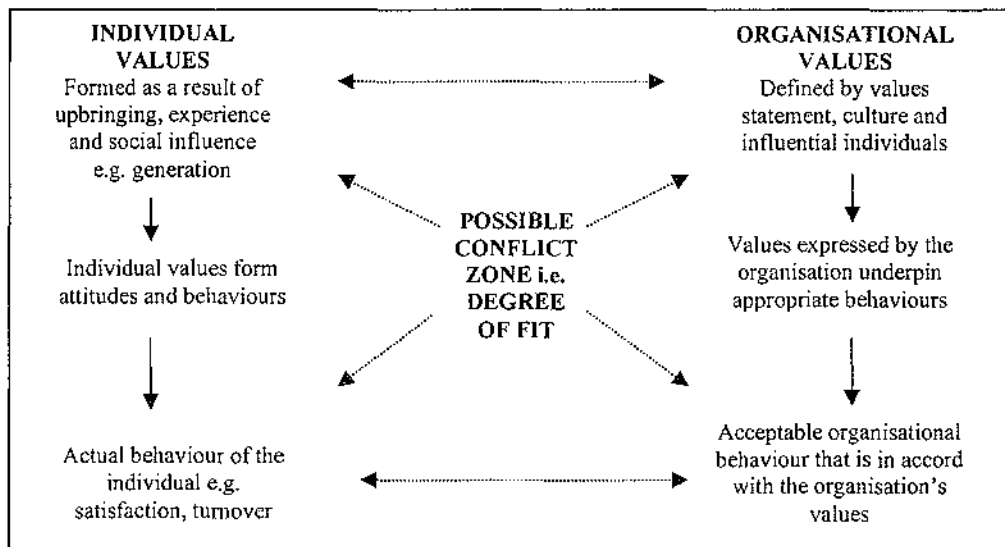 INDIVIDUAL
VALUES
Formed as a result of
upbringing, experience
and social influence
e.g. generation
Individual values form
attitudes and behaviours
Actual behaviour of the
individual e.g.
satisfaction, turnover
POSSIBLE
CONFLICT
ZONE i.e.
DEGREE
OF FIT
ORGANISATIONAL
VALUES
Defined by values
statement, culture and
influential individuals
Values expressed by the
organisation underpin
appropriate behaviours
Acceptable organisational
behaviour that is in accord
with the organisation's
values